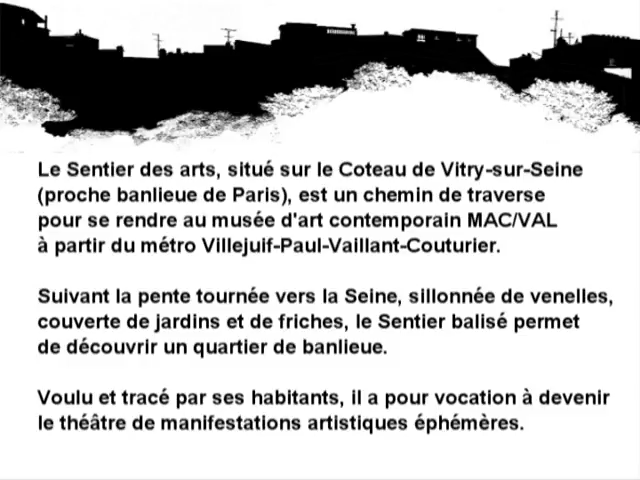 Le Sentier des arts, situé sur le Coteau de Vitry-sur-Seine
(proche banlieue de Paris), est un chemin de traverse
pour se rendre au musée d'art contemporain MAC/VAL
à partir du métro Villejuif-Paul-Vaillant-Couturier.
Suivant la pente tournée vers la Seine, sillonnée de venelles,
couverte de jardins et de friches, le Sentier balisé permet
de découvrir un quartier de banlieue.
Voulu et tracé par ses habitants, il a pour vocation à devenir
le théâtre de manifestations artistiques éphémères.